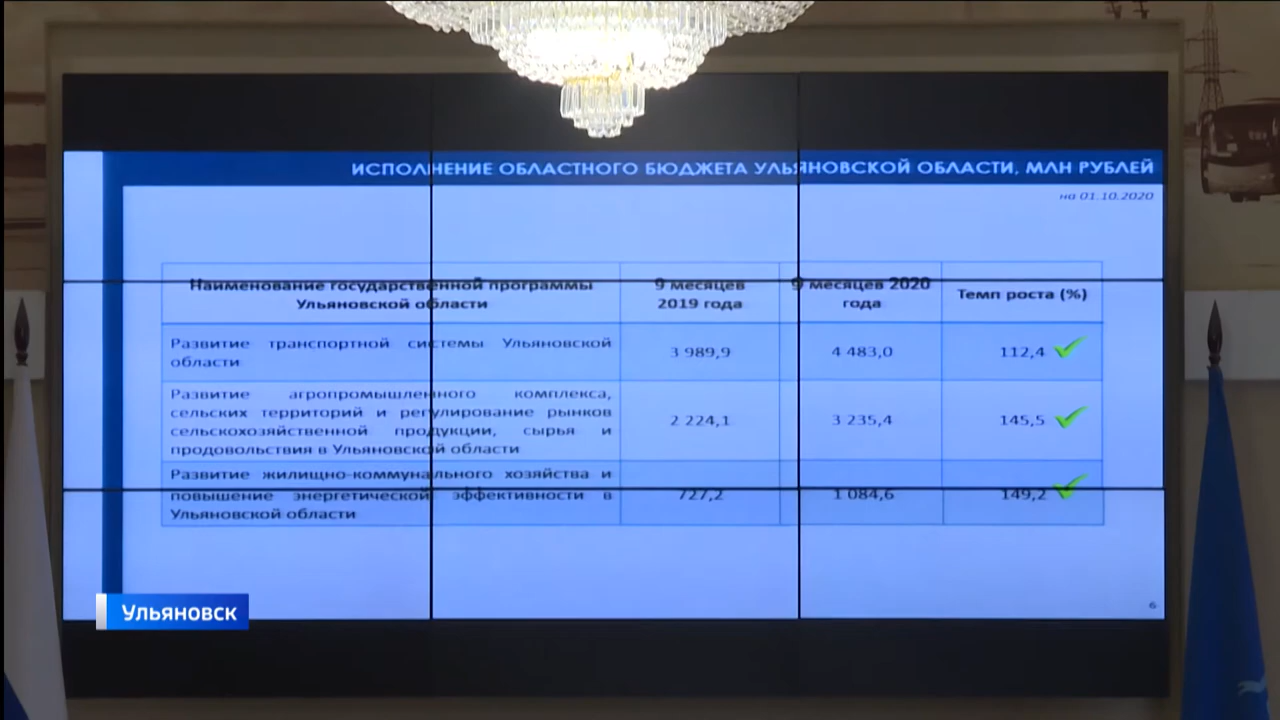 ИСПОЛНЕНИЕ ОБЛАСТНОГО БЮДЖЕТА УЛЬЯНОВСКОЙ ОБЛАСТИ, МЛН РУБЛЕЙ
на 01.10.2020
Наименование государственной программы
Ульяновской области
9 месяцев
2019 года
9 месяцев 2020
года
Темп роста (%)
Развитие транспортной системы Ульяновской
области
3 989,9
4 483,0
112,4
Развитие агропромышленного комплекса,
сельских территорий и регулирование рынков
сельскохозяйственной продукции, сырья и
продовольствия в Ульяновской области
2 224,1
3 235,4
145,5
Развитие жилищно-коммунального хозяйства и
повышение энергетической эффективности в
Ульяновской области
727,2
1 084,6
149,2
6
Ульяновск